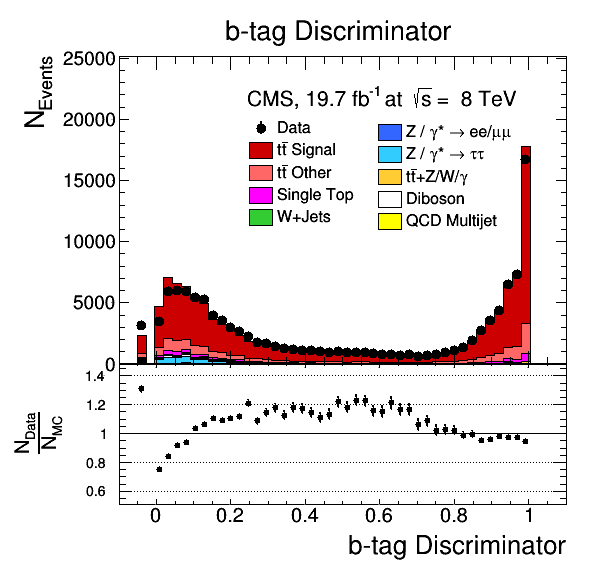 b-tag Discriminator
N_Events
25000
20000
15000
10000
5000
0
CMS, 19.7 fb⁻¹ at √s = 8 TeV
Data
tt̄ Signal
tt̄ Other
Single Top
W+Jets
Z / γ* → ee/μμ
Z / γ* → ττ
tt̄+Z/W/γ
Diboson
QCD Multijet
N_Data
N_MC
1.4
1.2
1
0.8
0.6
0 0.2 0.4 0.6 0.8 1
b-tag Discriminator